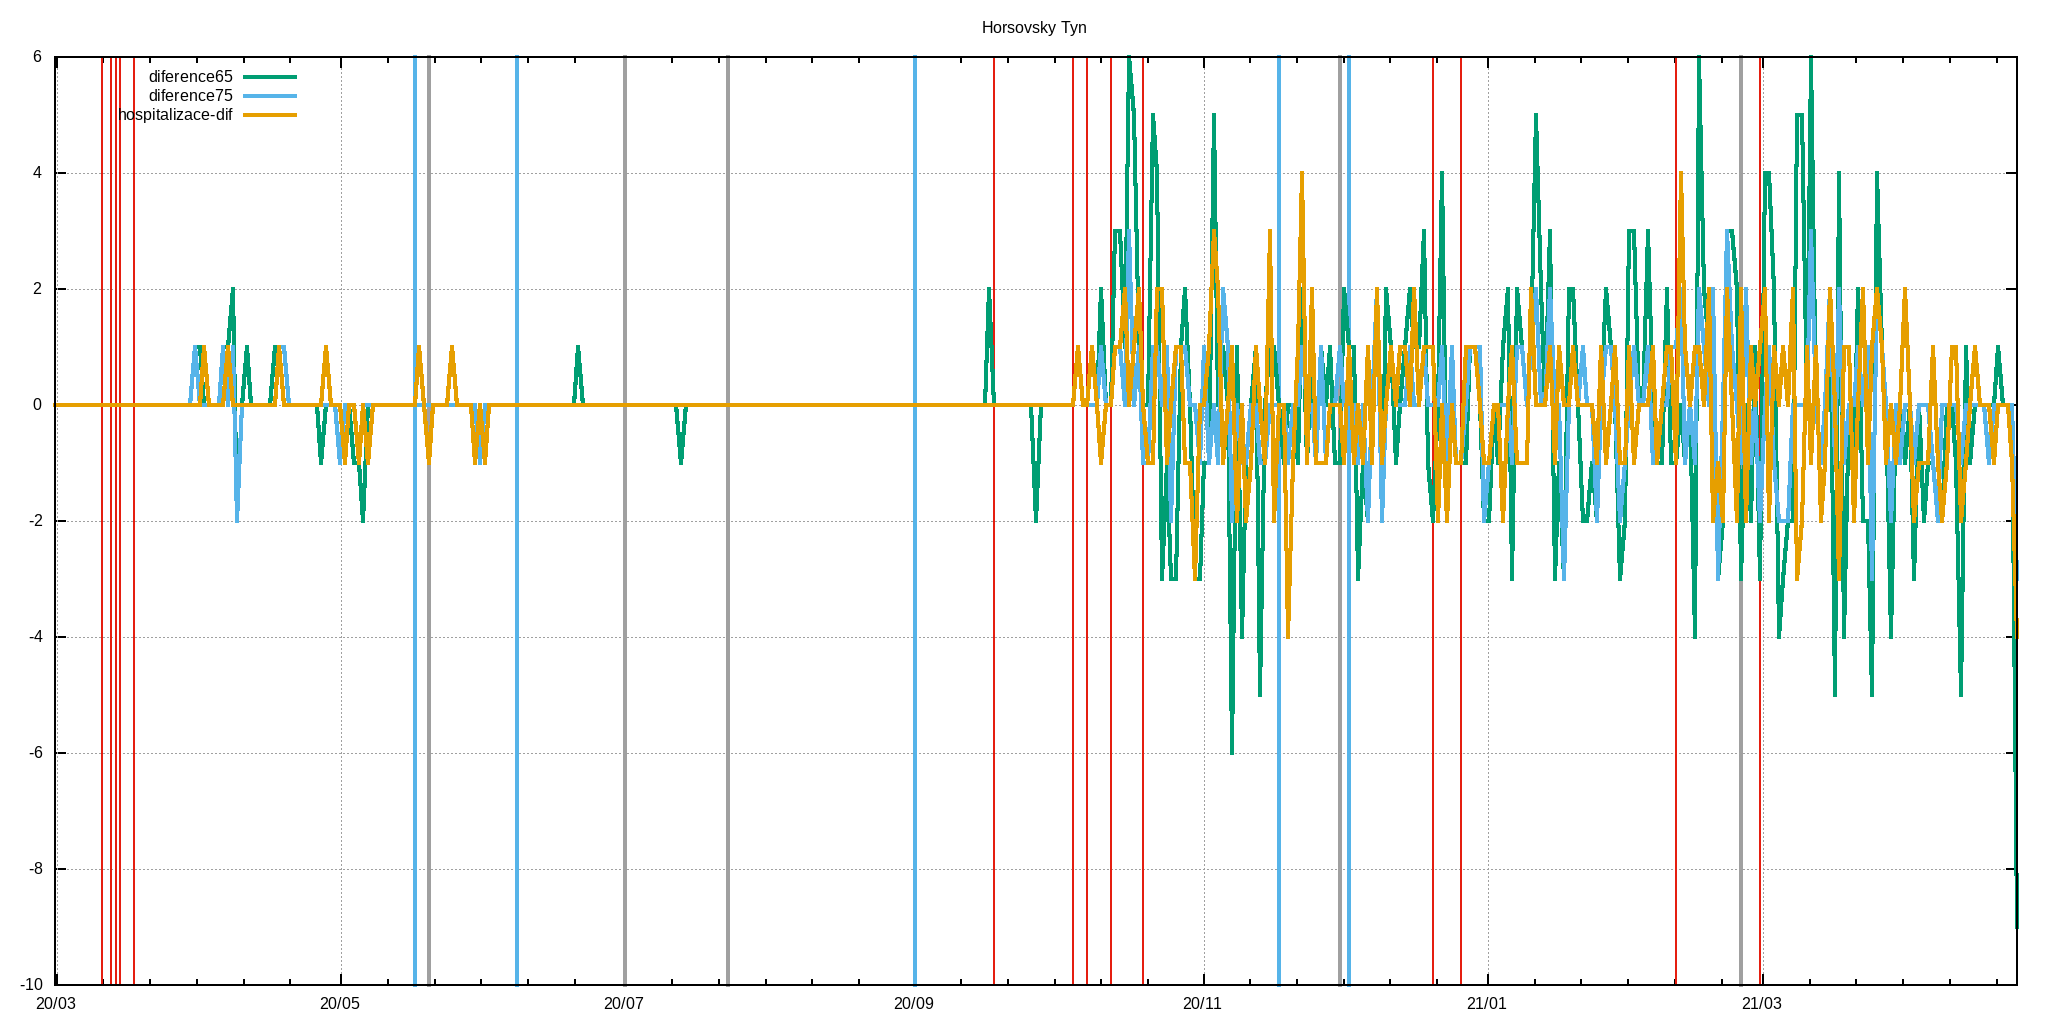 Horsovsky Tyn
diference65
diference75
hospitalizace-dif
6
4
2
0
-2
-4
-6
-8
-10
20/03 20/05 20/07 20/09 20/11 21/01 21/03